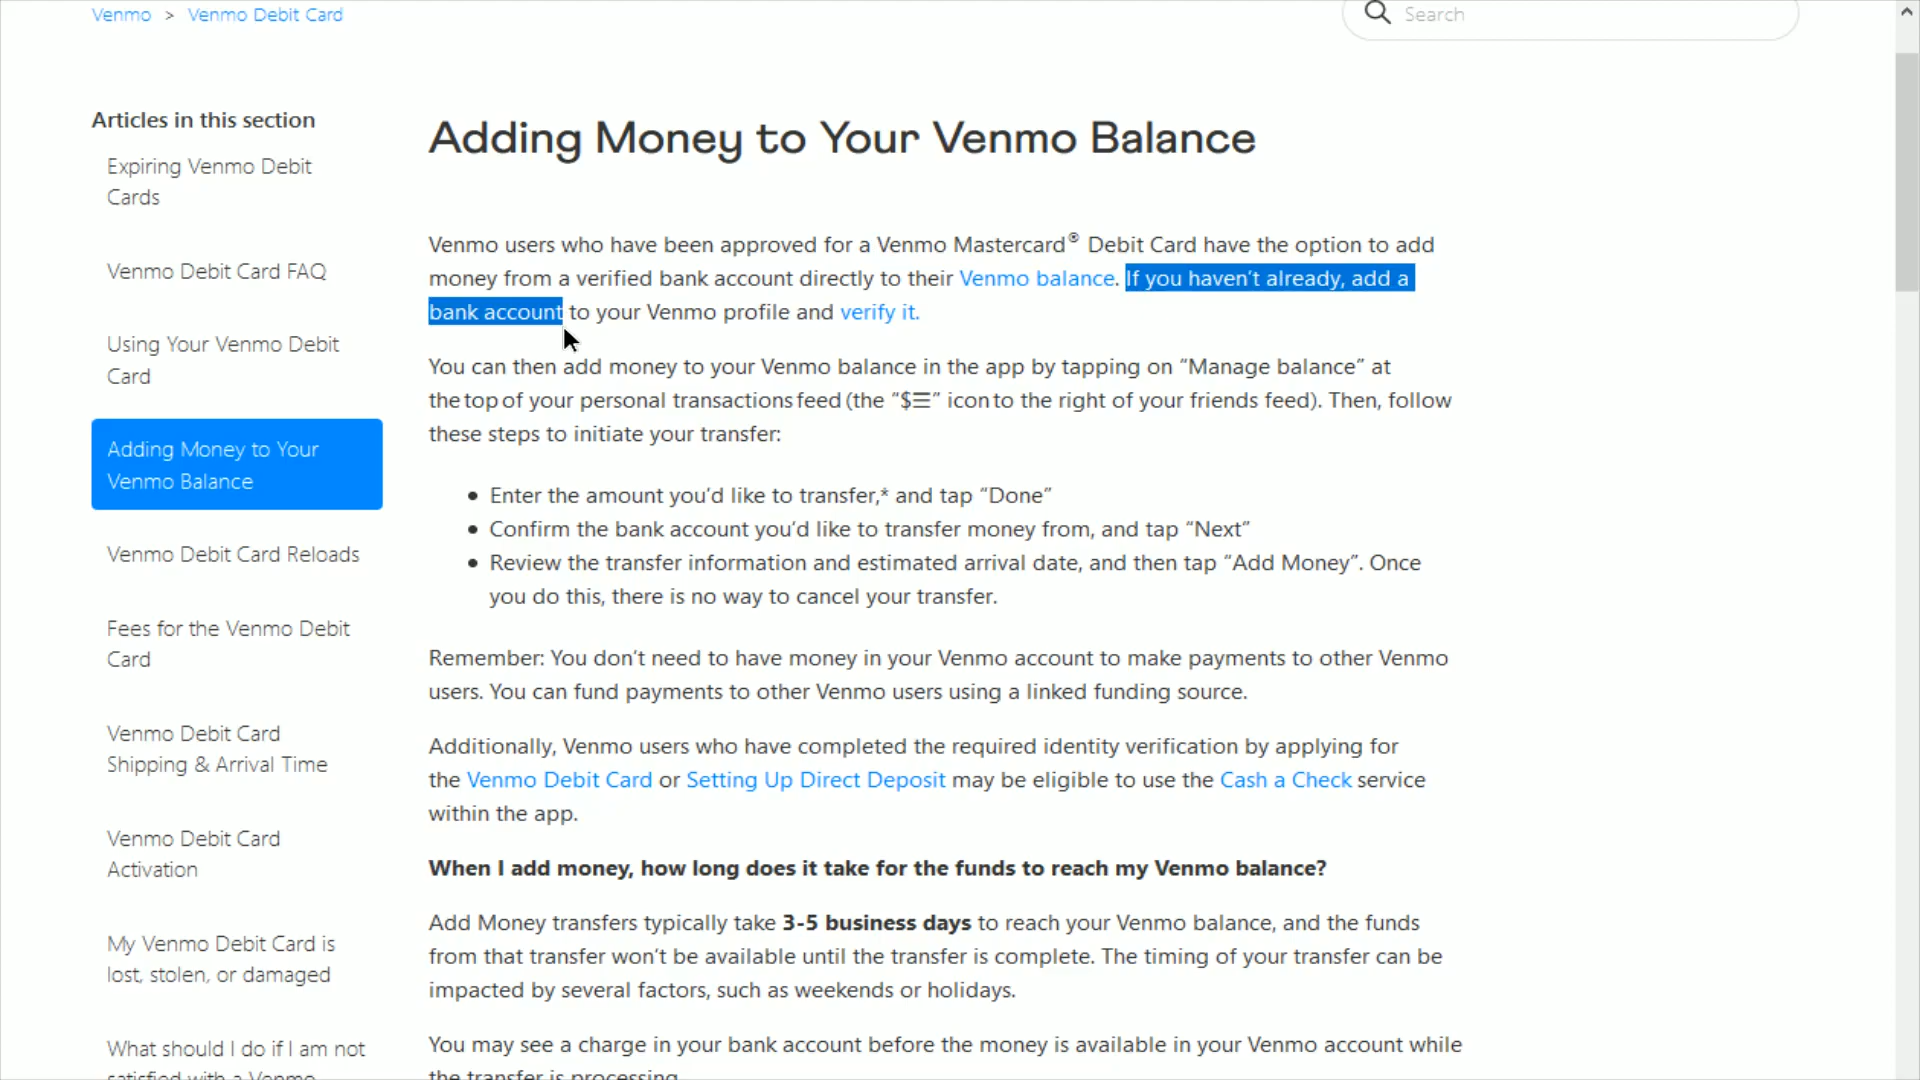 Venmo > Venmo Debit Card
Search
Articles in this section
Expiring Venmo Debit
Cards
Venmo Debit Card FAQ
Using Your Venmo Debit
Card
Adding Money to Your
Venmo Balance
Venmo Debit Card Reloads
Fees for the Venmo Debit
Card
Venmo Debit Card
Shipping & Arrival Time
Venmo Debit Card
Activation
My Venmo Debit Card is
lost, stolen, or damaged
What should I do if I am not
satisfied with a Venmo
Adding Money to Your Venmo Balance
Venmo users who have been approved for a Venmo Mastercard® Debit Card have the option to add
money from a verified bank account directly to their Venmo balance. If you haven’t already, add a
bank account to your Venmo profile and verify it.
You can then add money to your Venmo balance in the app by tapping on “Manage balance” at
the top of your personal transactions feed (the “$☰” icon to the right of your friends feed). Then, follow
these steps to initiate your transfer:
• Enter the amount you’d like to transfer,* and tap “Done”
• Confirm the bank account you’d like to transfer money from, and tap “Next”
• Review the transfer information and estimated arrival date, and then tap “Add Money”. Once
you do this, there is no way to cancel your transfer.
Remember: You don’t need to have money in your Venmo account to make payments to other Venmo
users. You can fund payments to other Venmo users using a linked funding source.
Additionally, Venmo users who have completed the required identity verification by applying for
the Venmo Debit Card or Setting Up Direct Deposit may be eligible to use the Cash a Check service
within the app.
When I add money, how long does it take for the funds to reach my Venmo balance?
Add Money transfers typically take 3-5 business days to reach your Venmo balance, and the funds
from that transfer won’t be available until the transfer is complete. The timing of your transfer can be
impacted by several factors, such as weekends or holidays.
You may see a charge in your bank account before the money is available in your Venmo account while
the transfer is processing.